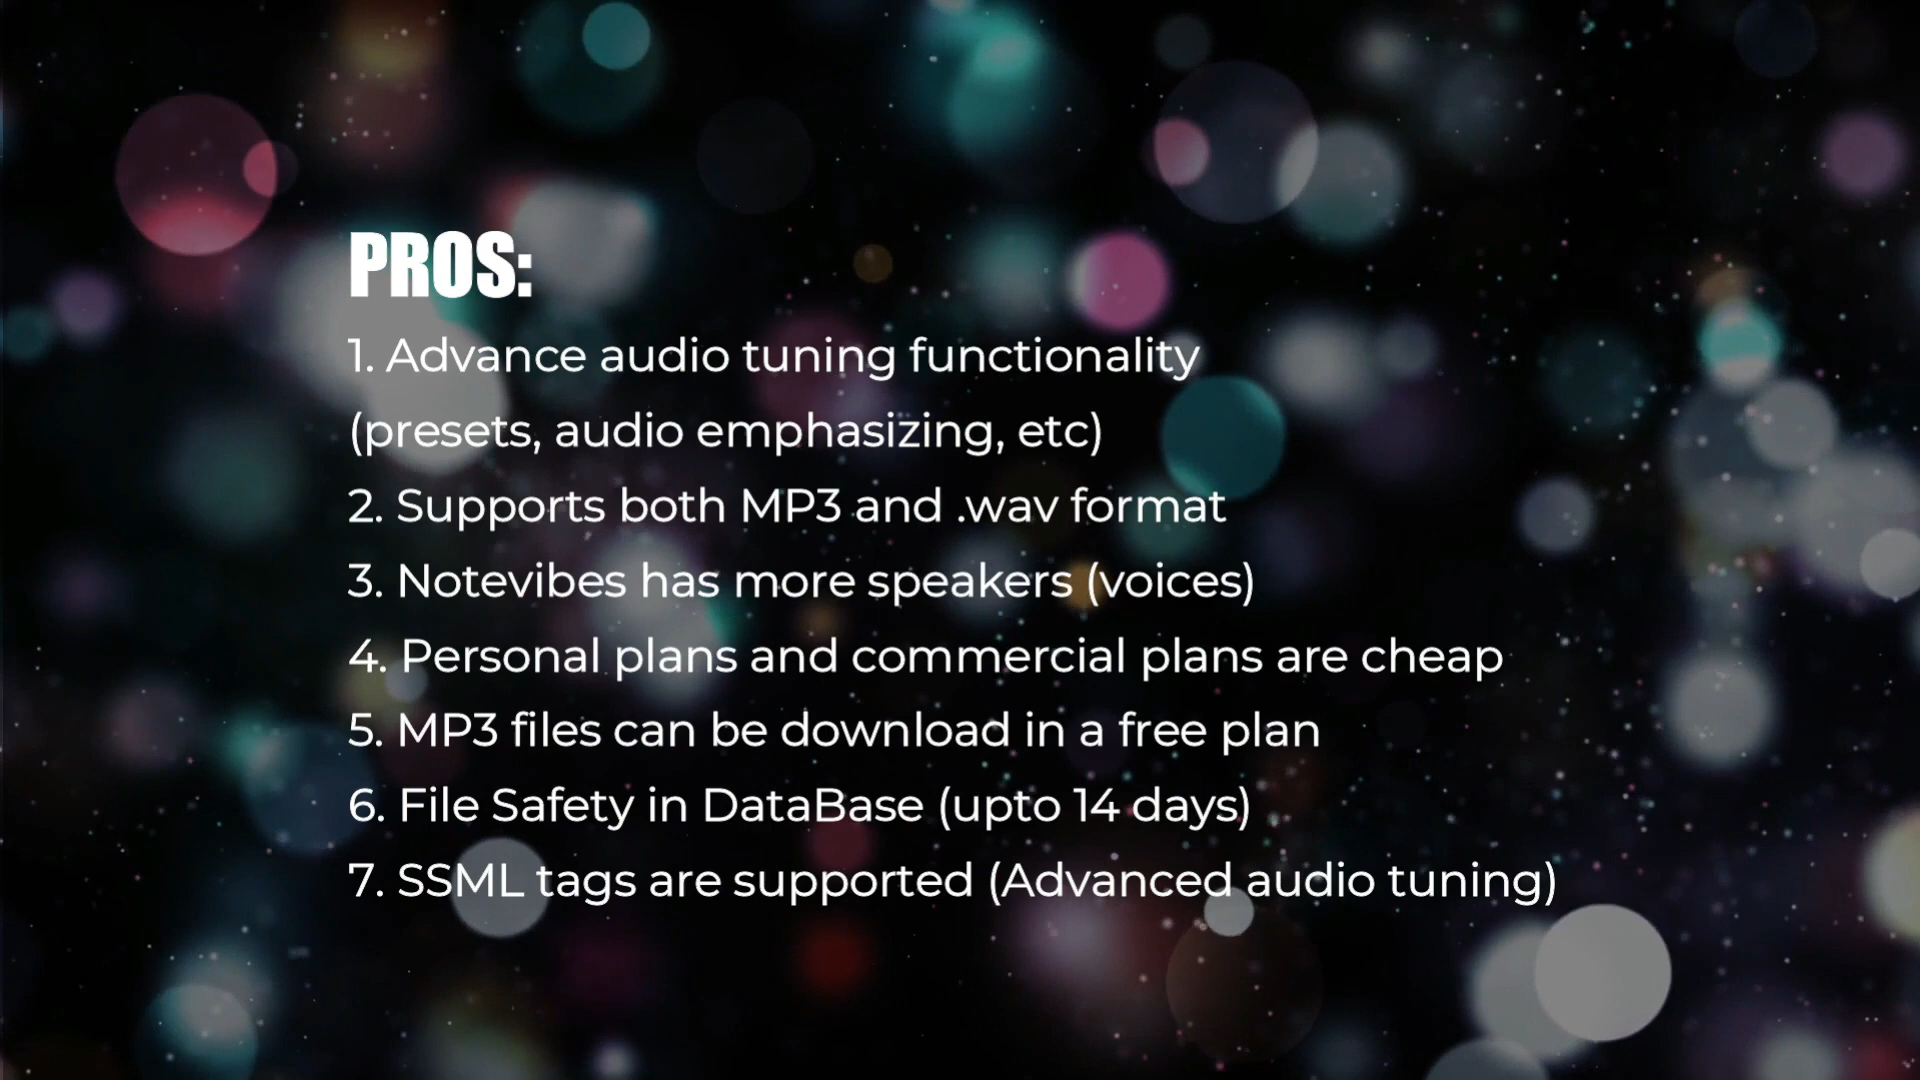 PROS:
1. Advance audio tuning functionality
(presets, audio emphasizing, etc)
2. Supports both MP3 and .wav format
3. Notevibes has more speakers (voices)
4. Personal plans and commercial plans are cheap
5. MP3 files can be download in a free plan
6. File Safety in DataBase (upto 14 days)
7. SSML tags are supported (Advanced audio tuning)